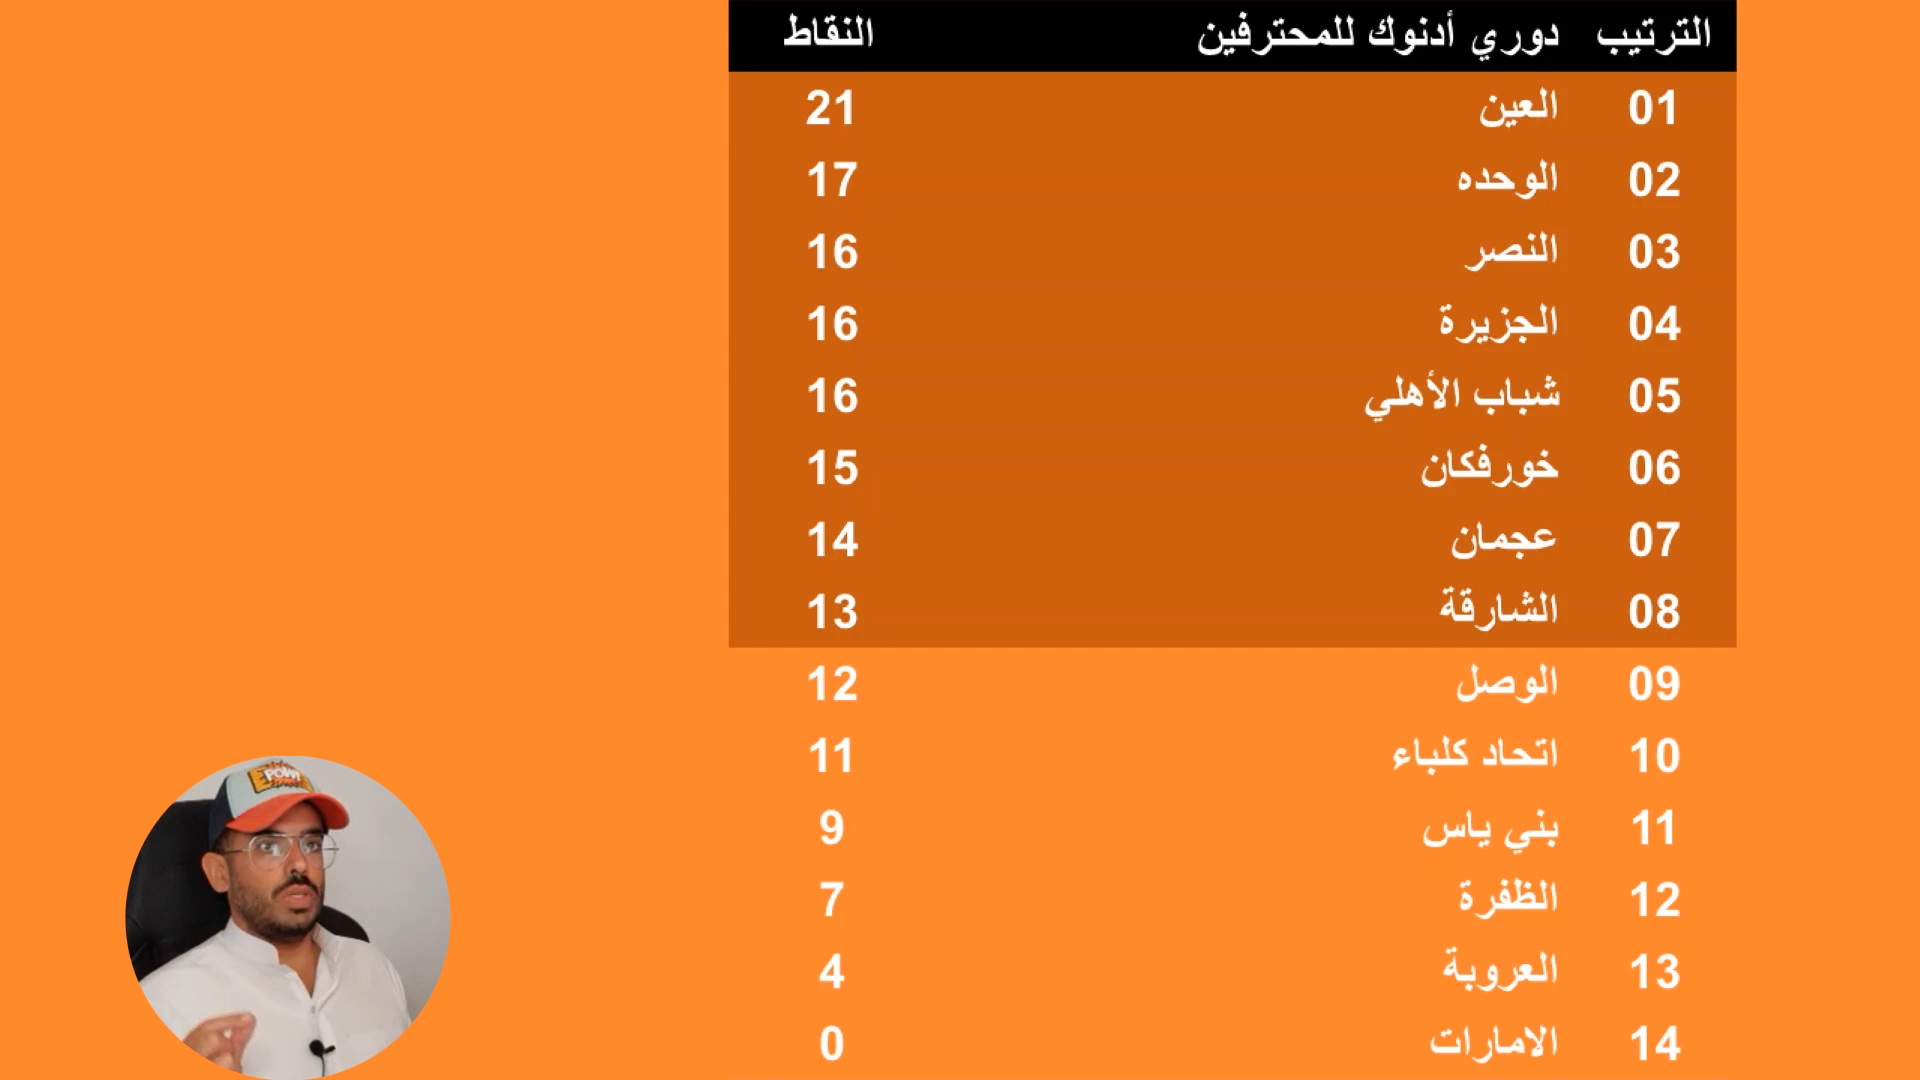 الترتيب دوري أدنوك للمحترفين النقاط
01 العين 21
02 الوحده 17
03 النصر 16
04 الجزيرة 16
05 شباب الأهلي 16
06 خورفكان 15
07 عجمان 14
08 الشارقة 13
09 الوصل 12
10 اتحاد كلباء 11
11 بني ياس 9
12 الظفرة 7
13 العروبة 4
14 الامارات 0
POW!